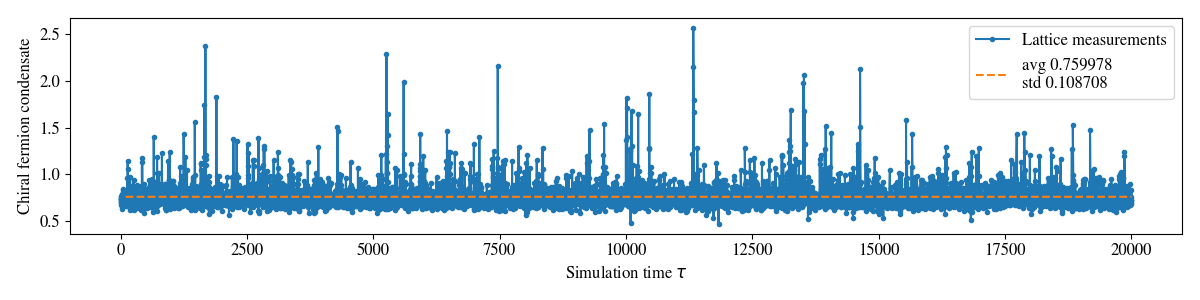 Chiral fermion condensate
2.5
2.0
1.5
1.0
0.5
Lattice measurements
avg 0.759978
std 0.108708
0 2500 5000 7500 10000 12500 15000 17500 20000
Simulation time τ